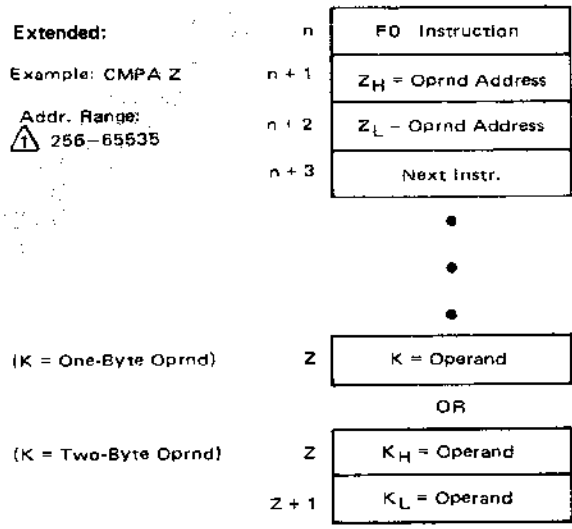 Extended: n F0 Instruction
Example: CMPA Z n + 1 ZH = Oprnd Address
Addr. Range: n + 2 ZL = Oprnd Address
1 256–65535
n + 3 Next Instr.
(K = One-Byte Oprnd) Z K = Operand
OR
(K = Two-Byte Oprnd) Z KH = Operand
Z + 1 KL = Operand